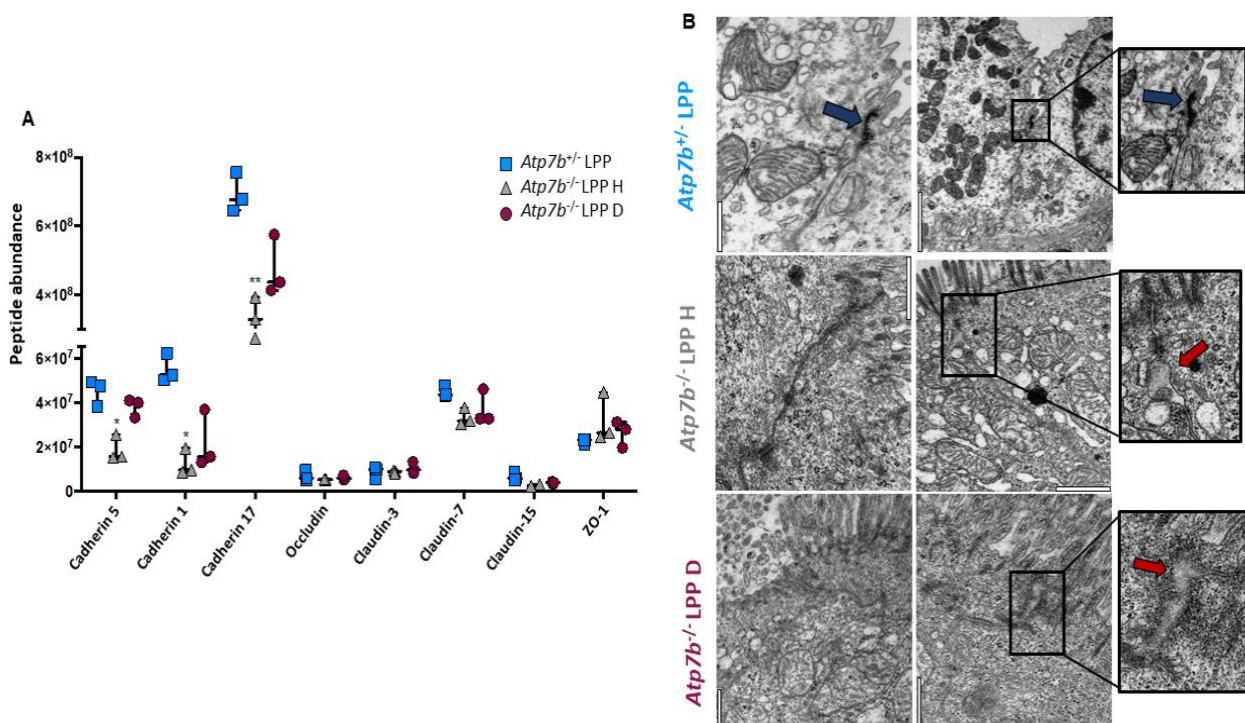 A
Peptide abundance
8×10⁸
6×10⁸
4×10⁸
6×10⁷
4×10⁷
2×10⁷
0
Atp7b⁺/⁻ LPP
Atp7b⁻/⁻ LPP H
Atp7b⁻/⁻ LPP D
*
*
**
Cadherin 5
Cadherin 1
Cadherin 17
Occludin
Claudin-3
Claudin-7
Claudin-15
ZO-1
B
Atp7b⁺/⁻ LPP
Atp7b⁻/⁻ LPP H
Atp7b⁻/⁻ LPP D